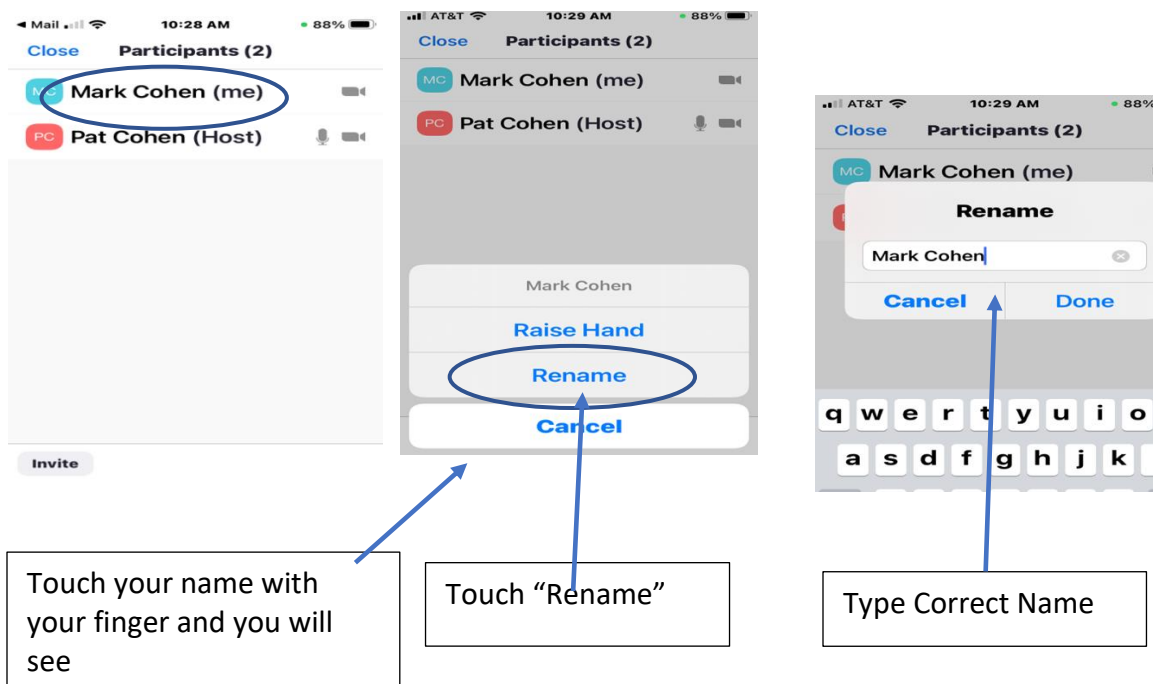 Mail 10:28 AM 88%
Close Participants (2)
MC Mark Cohen (me)
PC Pat Cohen (Host)
Invite
AT&T 10:29 AM 88%
Close Participants (2)
MC Mark Cohen (me)
PC Pat Cohen (Host)
Mark Cohen
Raise Hand
Rename
Cancel
AT&T 10:29 AM 88%
Close Participants (2)
MC Mark Cohen (me)
Rename
Mark Cohen
Cancel Done
q w e r t y u i o
a s d f g h j k
Touch your name with
your finger and you will
see
Touch “Rename”
Type Correct Name